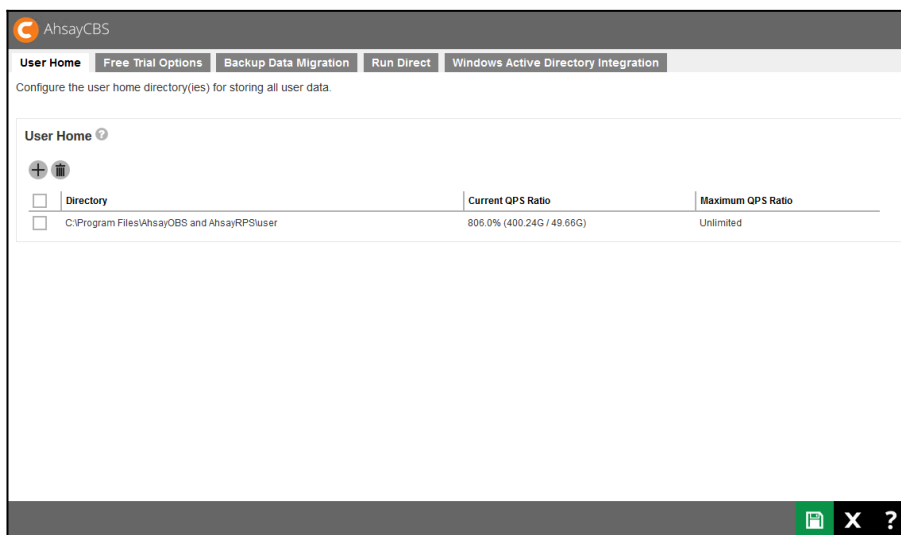 AhsayCBS
User Home Free Trial Options Backup Data Migration Run Direct Windows Active Directory Integration
Configure the user home directory(ies) for storing all user data.
User Home ?
Directory Current QPS Ratio Maximum QPS Ratio
C:\Program Files\AhsayOBS and AhsayRPS\user 806.0% (400.24G / 49.66G) Unlimited
X ?